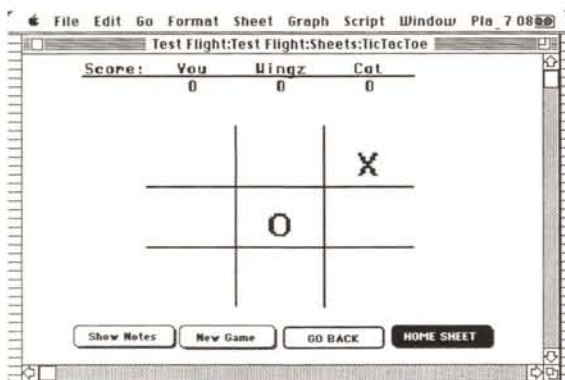 File Edit Go Format Sheet Graph Script Window
Test Flight:Test Flight:Sheets:TicTacToe
Score: You Wingz Cat
0 0 0
X
O
Show Notes New Game GO BACK HOME SHEET